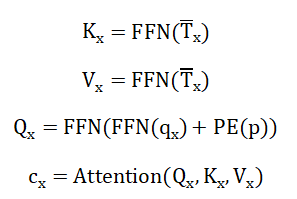 Kₓ = FFN(T̿ₓ)
Vₓ = FFN(T̿ₓ)
Qₓ = FFN(FFN(qₓ) + PE(p))
cₓ = Attention(Qₓ, Kₓ, Vₓ)